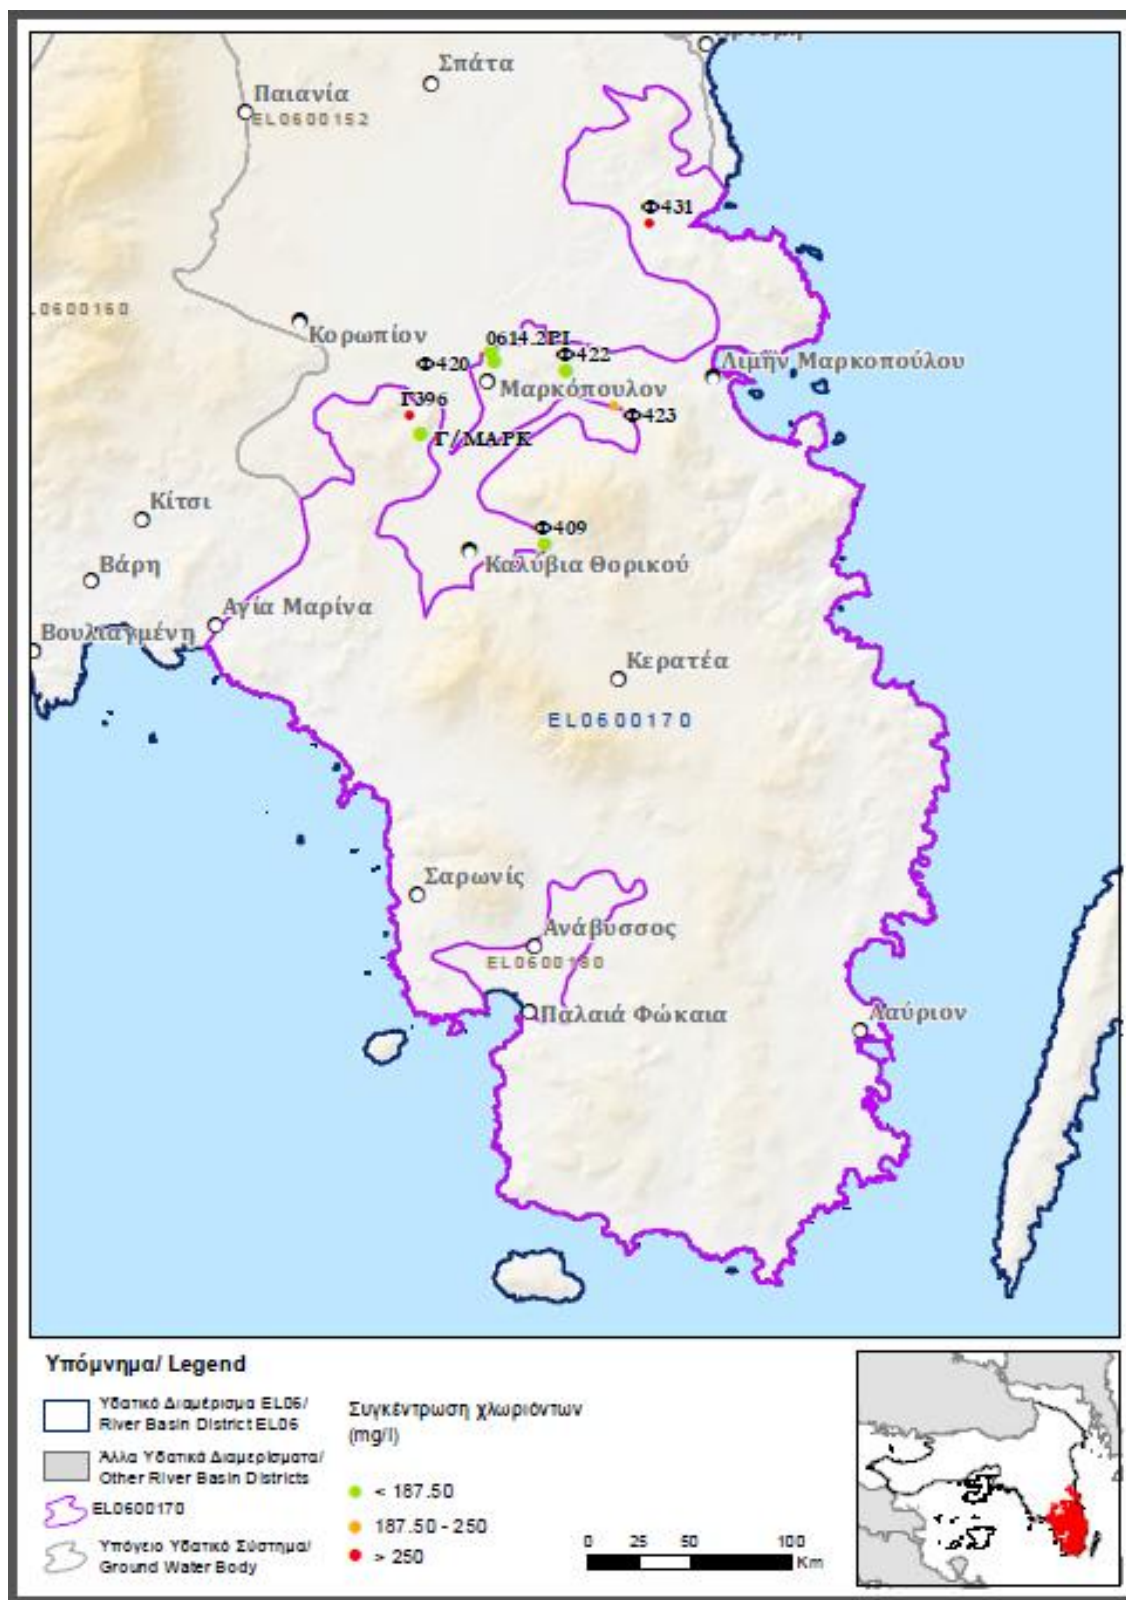 Σπάτα
Παιανία
EL0600152
Φ431
L0600160
Κορωπίον
0614.2ΡΙ
Φ420
Φ422
Λιμὴν Μαρκοπούλου
Μαρκόπουλον
Γ396
Φ423
Γ/ΜΑΡΚ
Κίτσι
Φ409
Καλύβια Θορικού
Βάρη
Αγία Μαρίνα
Βουλιαγμένη
Κερατέα
EL0600170
Σαρωνίς
Ανάβυσσος
EL0600180
Παλαιά Φώκαια
Λαύριον
Υπόμνημα/ Legend
Υδατικό Διαμέρισμα EL06/
River Basin District EL06
Άλλα Υδατικά Διαμερίσματα/
Other River Basin Districts
EL0600170
Υπόγειο Υδατικό Σύστημα/
Ground Water Body
Συγκέντρωση χλωριόντων
(mg/l)
< 187.50
187.50 - 250
> 250
0 25 50 100
Km